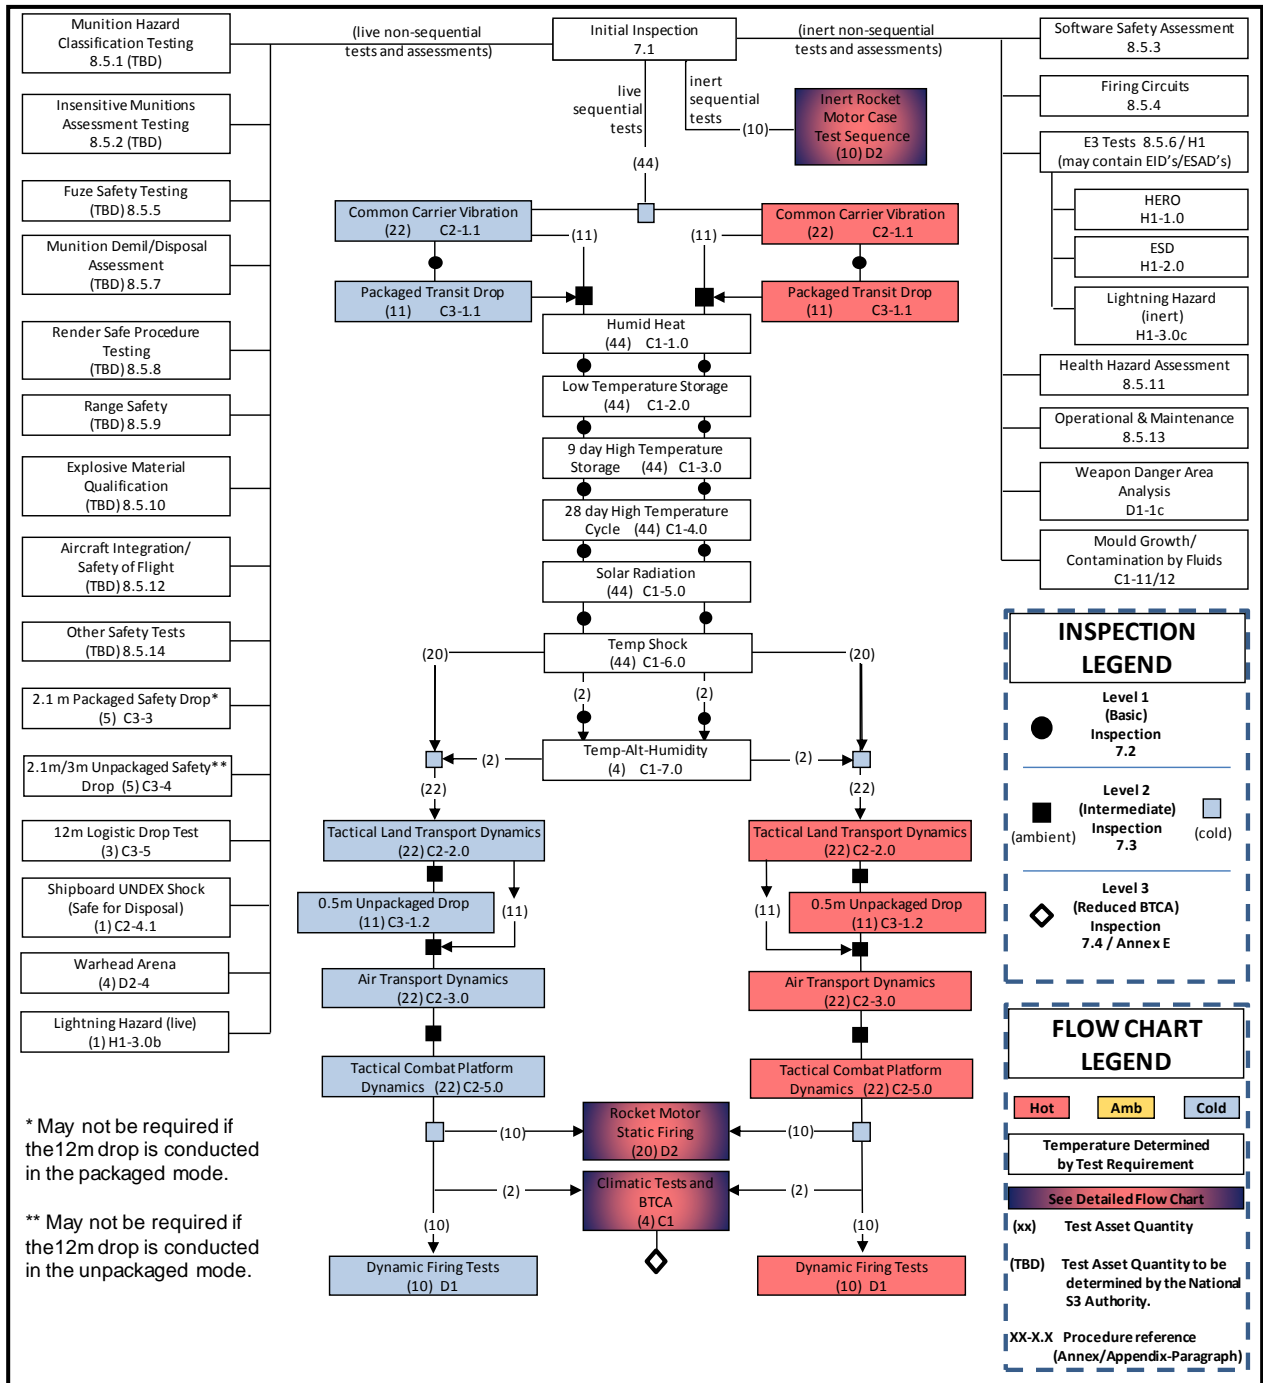 Munition Hazard
Classification Testing
8.5.1 (TBD)
(live non-sequential
tests and assessments)
Initial Inspection
7.1
(inert non-sequential
tests and assessments)
Software Safety Assessment
8.5.3
Insensitive Munitions
Assessment Testing
8.5.2 (TBD)
Fuze Safety Testing
(TBD) 8.5.5
Munition Demil/Disposal
Assessment
(TBD) 8.5.7
Render Safe Procedure
Testing
(TBD) 8.5.8
Range Safety
(TBD) 8.5.9
Explosive Material
Qualification
(TBD) 8.5.10
Aircraft Integration/
Safety of Flight
(TBD) 8.5.12
Other Safety Tests
(TBD) 8.5.14
2.1 m Packaged Safety Drop*
(5) C3-3
2.1m/3m Unpackaged Safety**
Drop (5) C3-4
12m Logistic Drop Test
(3) C3-5
Shipboard UNDEX Shock
(Safe for Disposal)
(1) C2-4.1
Warhead Arena
(4) D2-4
Lightning Hazard (live)
(1) H1-3.0b
* May not be required if
the 12m drop is conducted
in the packaged mode.
** May not be required if
the 12m drop is conducted
in the unpackaged mode.
live
sequential
tests
inert
sequential
tests
(10)
Inert Rocket
Motor Case
Test Sequence
(10) D2
(44)
Common Carrier Vibration
(22) C2-1.1
(11)
(11)
Common Carrier Vibration
(22) C2-1.1
Packaged Transit Drop
(11) C3-1.1
Packaged Transit Drop
(11) C3-1.1
Humid Heat
(44) C1-1.0
Low Temperature Storage
(44) C1-2.0
9 day High Temperature
Storage (44) C1-3.0
28 day High Temperature
Cycle (44) C1-4.0
Solar Radiation
(44) C1-5.0
Temp Shock
(44) C1-6.0
(20)
(20)
(2)
(2)
Temp-Alt-Humidity
(4) C1-7.0
(2)
(2)
(22)
(22)
Tactical Land Transport Dynamics
(22) C2-2.0
Tactical Land Transport Dynamics
(22) C2-2.0
0.5m Unpackaged Drop
(11) C3-1.2
(11)
(11)
0.5m Unpackaged Drop
(11) C3-1.2
Air Transport Dynamics
(22) C2-3.0
Air Transport Dynamics
(22) C2-3.0
Tactical Combat Platform
Dynamics (22) C2-5.0
Tactical Combat Platform
Dynamics (22) C2-5.0
(10)
Rocket Motor
Static Firing
(20) D2
(10)
(2)
Climatic Tests and
BTCA
(4) C1
(2)
(10)
(10)
Dynamic Firing Tests
(10) D1
Dynamic Firing Tests
(10) D1
Firing Circuits
8.5.4
E3 Tests 8.5.6 / H1
(may contain EID's/ESAD's)
HERO
H1-1.0
ESD
H1-2.0
Lightning Hazard
(inert)
H1-3.0c
Health Hazard Assessment
8.5.11
Operational & Maintenance
8.5.13
Weapon Danger Area
Analysis
D1-1c
Mould Growth/
Contamination by Fluids
C1-11/12
INSPECTION
LEGEND
Level 1
(Basic)
Inspection
7.2
Level 2
(Intermediate)
Inspection
7.3
(ambient)
(cold)
Level 3
(Reduced BTCA)
Inspection
7.4 / Annex E
FLOW CHART
LEGEND
Hot
Amb
Cold
Temperature Determined
by Test Requirement
See Detailed Flow Chart
(xx) Test Asset Quantity
(TBD) Test Asset Quantity to be
determined by the National
S3 Authority.
XX-X.X Procedure reference
(Annex/Appendix-Paragraph)